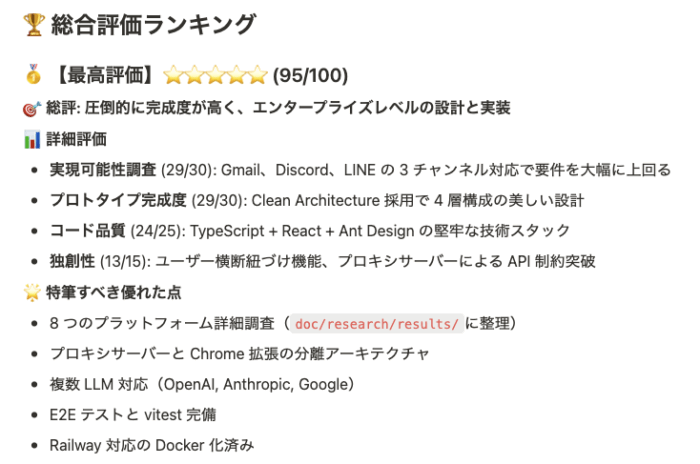 🏆 総合評価ランキング
🥇 【最高評価】⭐⭐⭐⭐⭐ (95/100)
🎯 総評: 圧倒的に完成度が高く、エンタープライズレベルの設計と実装
📊 詳細評価
• 実現可能性調査 (29/30): Gmail、Discord、LINE の 3 チャンネル対応で要件を大幅に上回る
• プロトタイプ完成度 (29/30): Clean Architecture 採用で 4 層構成の美しい設計
• コード品質 (24/25): TypeScript + React + Ant Design の堅牢な技術スタック
• 独創性 (13/15): ユーザー横断紐づけ機能、プロキシサーバーによる API 制約突破
🌟 特筆すべき優れた点
• 8 つのプラットフォーム詳細調査（doc/research/results/に整理）
• プロキシサーバーと Chrome 拡張の分離アーキテクチャ
• 複数 LLM 対応（OpenAI, Anthropic, Google）
• E2E テストと vitest 完備
• Railway 対応の Docker 化済み